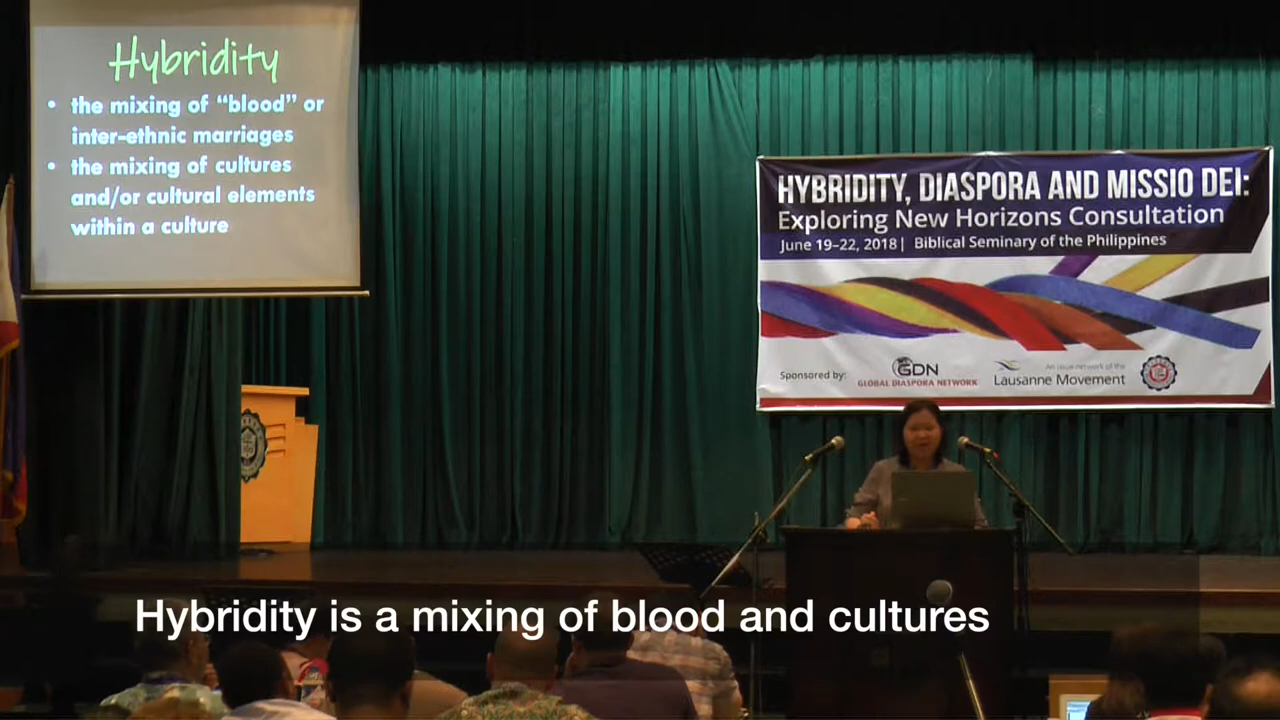 Hybridity
• the mixing of “blood” or
inter-ethnic marriages
• the mixing of cultures
and/or cultural elements
within a culture
HYBRIDITY, DIASPORA AND MISSIO DEI:
Exploring New Horizons Consultation
June 19–22, 2018 | Biblical Seminary of the Philippines
Sponsored by:
GDN
GLOBAL DIASPORA NETWORK
An issue network of the
Lausanne Movement
Hybridity is a mixing of blood and cultures